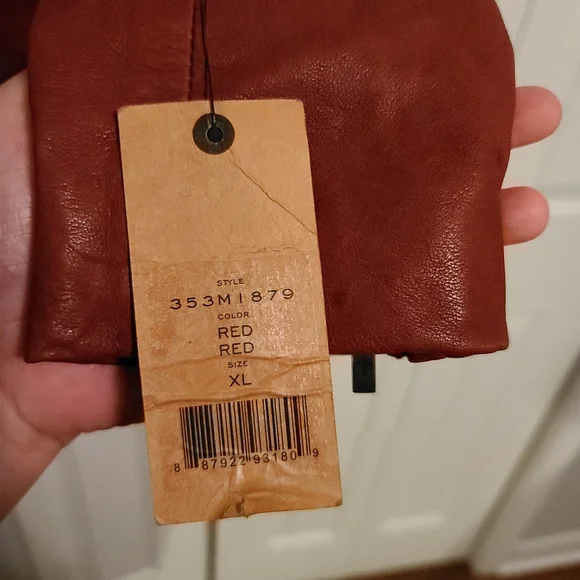 STYLE
353M1879
COLOR
RED
RED
SIZE
XL
8 87922 93180 9